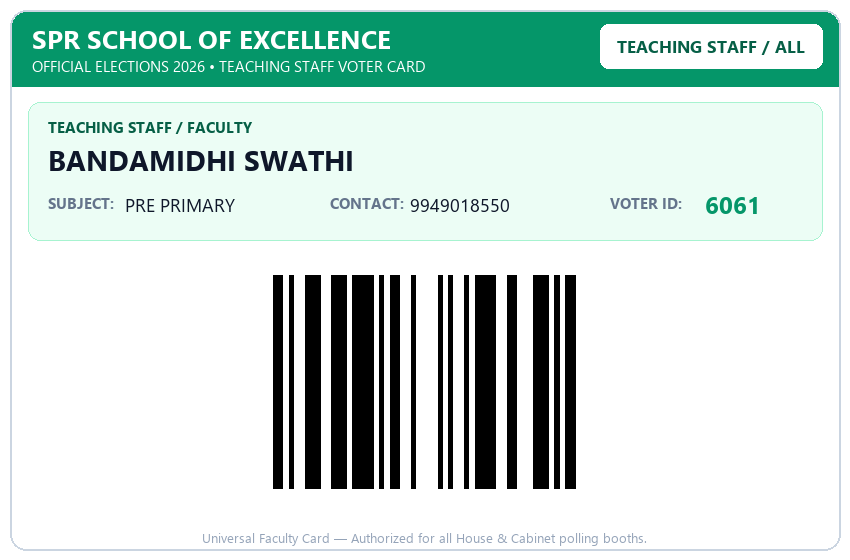 SPR SCHOOL OF EXCELLENCE
OFFICIAL ELECTIONS 2026 • TEACHING STAFF VOTER CARD
TEACHING STAFF / ALL
TEACHING STAFF / FACULTY
BANDAMIDHI SWATHI
SUBJECT: PRE PRIMARY CONTACT: 9949018550 VOTER ID: 6061
Universal Faculty Card — Authorized for all House & Cabinet polling booths.